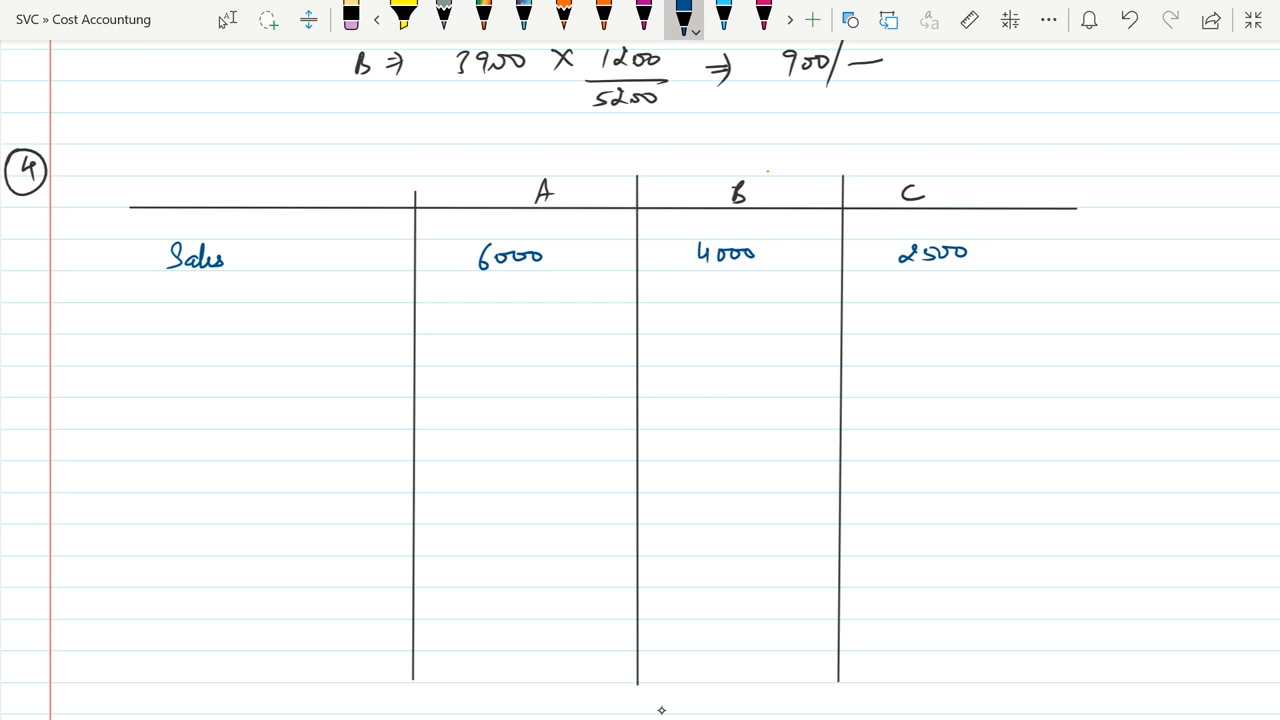 SVC » Cost Accountung
B ⇒ 3900 × 1200 ⇒ 900/—
5200
4
A B C
Sales 6000 4000 2500